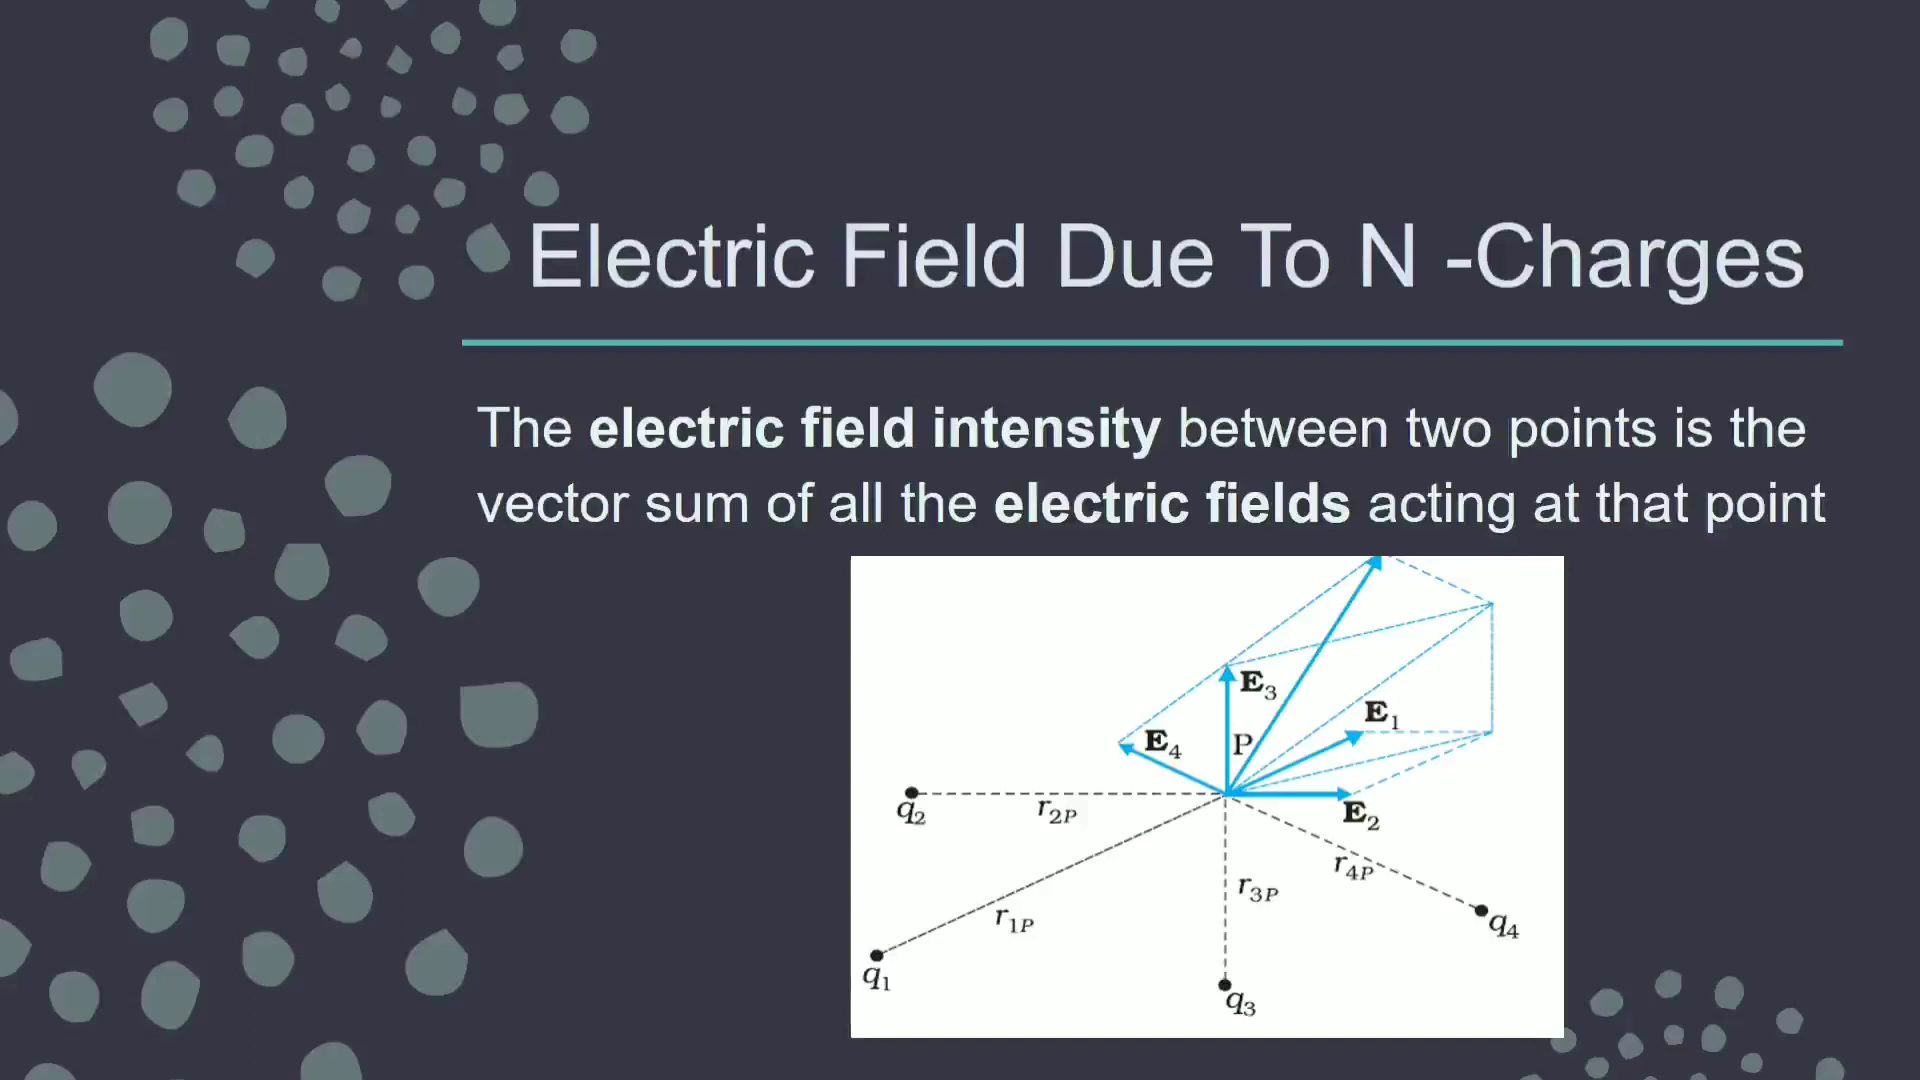 Electric Field Due To N -Charges
The electric field intensity between two points is the
vector sum of all the electric fields acting at that point
E3
E1
P
E4
q2
r2P
E2
r4P
r3P
r1P
q4
q1
q3